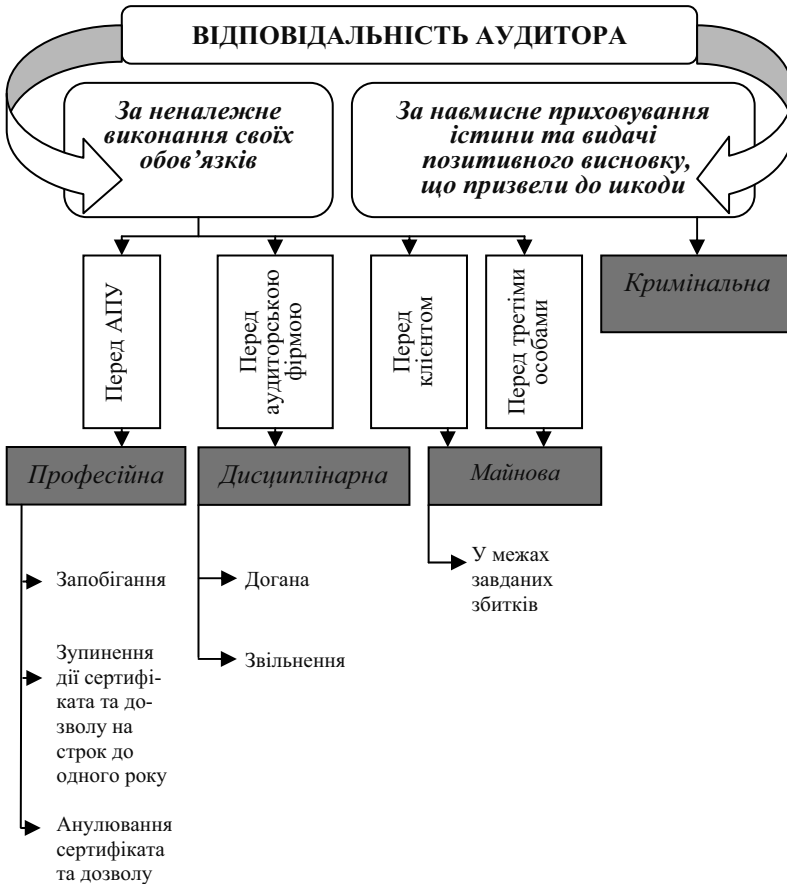 ВІДПОВІДАЛЬНІСТЬ АУДИТОРА
За неналежне
виконання своїх
обов’язків
За навмисне приховування
істини та видачі
позитивного висновку,
що призвели до шкоди
Перед АПУ
Перед
аудиторською
фірмою
Перед
клієнтом
Перед третіми
особами
Кримінальна
Професійна
Дисциплінарна
Майнова
Запобігання
Зупинення
дії сертифі-
ката та до-
зволу на
строк до
одного року
Анулювання
сертифіката
та дозволу
Догана
Звільнення
У межах
завданих
збитків